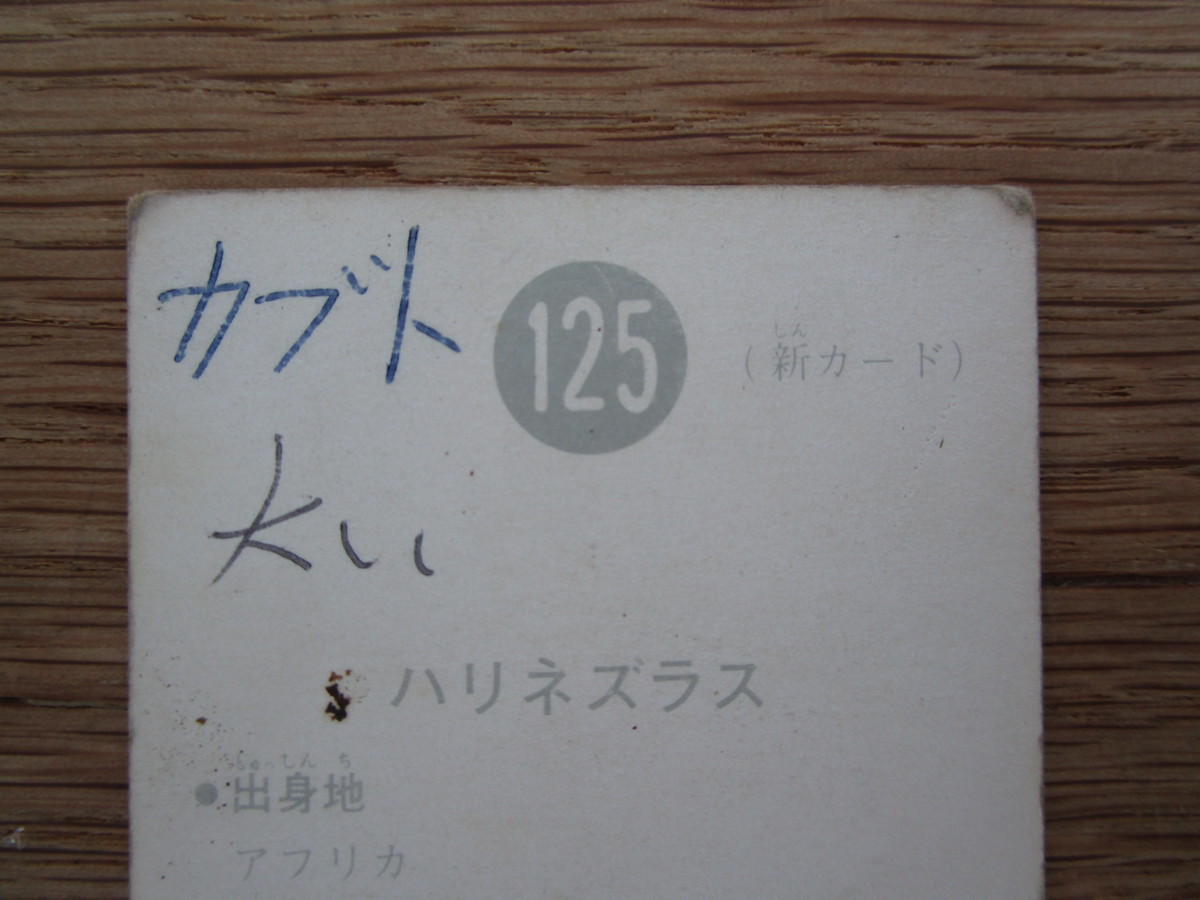 カブト
125
(新カード)
しん
大い
ハリネズラス
しゅっしんち
●出身地
アフリカ